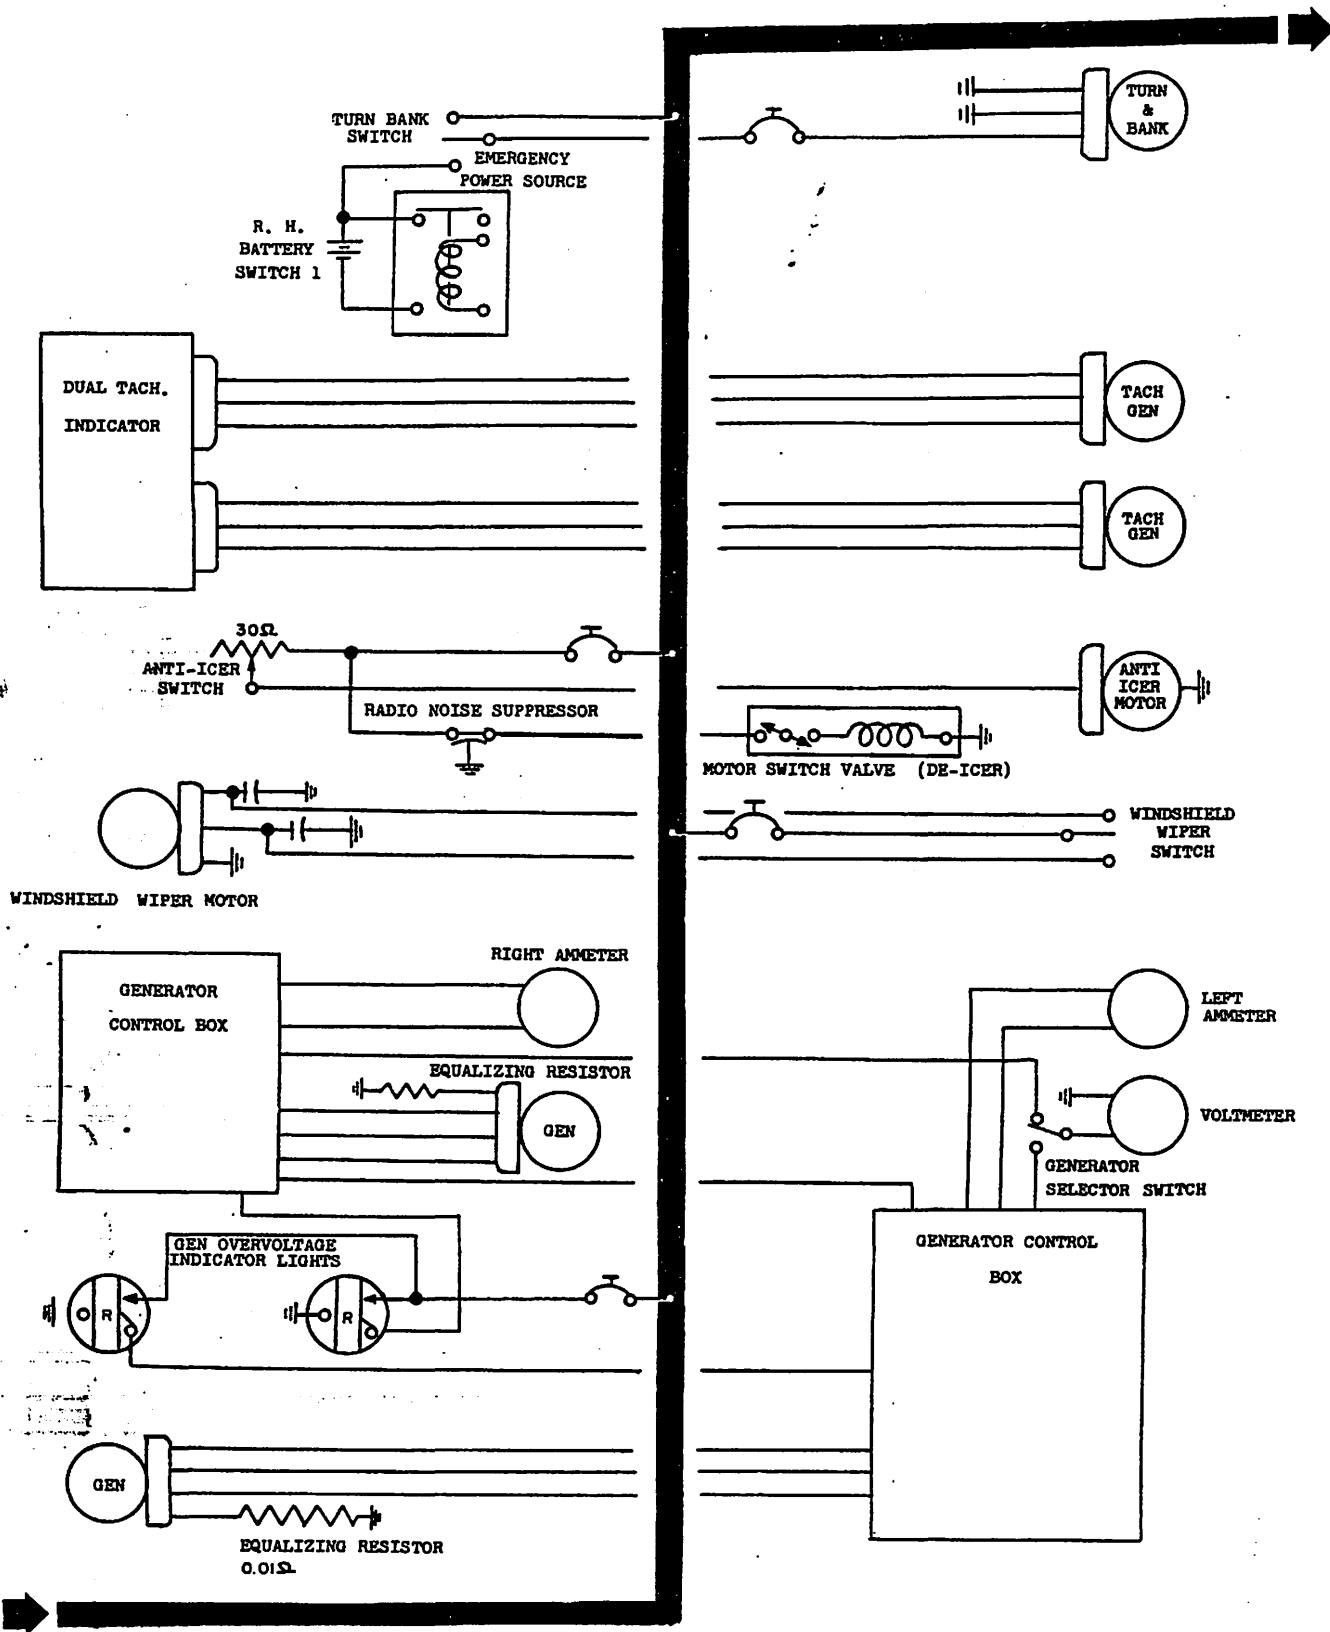 TURN BANK
SWITCH
TURN
&
BANK
EMERGENCY
POWER SOURCE
R. H.
BATTERY
SWITCH 1
DUAL TACH.
INDICATOR
TACH
GEN
TACH
GEN
30Ω
ANTI-ICER
SWITCH
ANTI
ICER
MOTOR
RADIO NOISE SUPPRESSOR
MOTOR SWITCH VALVE (DE-ICER)
WINDSHIELD
WIPER
SWITCH
WINDSHIELD WIPER MOTOR
RIGHT AMMETER
GENERATOR
CONTROL BOX
LEFT
AMMETER
EQUALIZING RESISTOR
GEN
VOLTMETER
GENERATOR
SELECTOR SWITCH
GEN OVERVOLTAGE
INDICATOR LIGHTS
R
R
GENERATOR CONTROL
BOX
GEN
EQUALIZING RESISTOR
0.01Ω